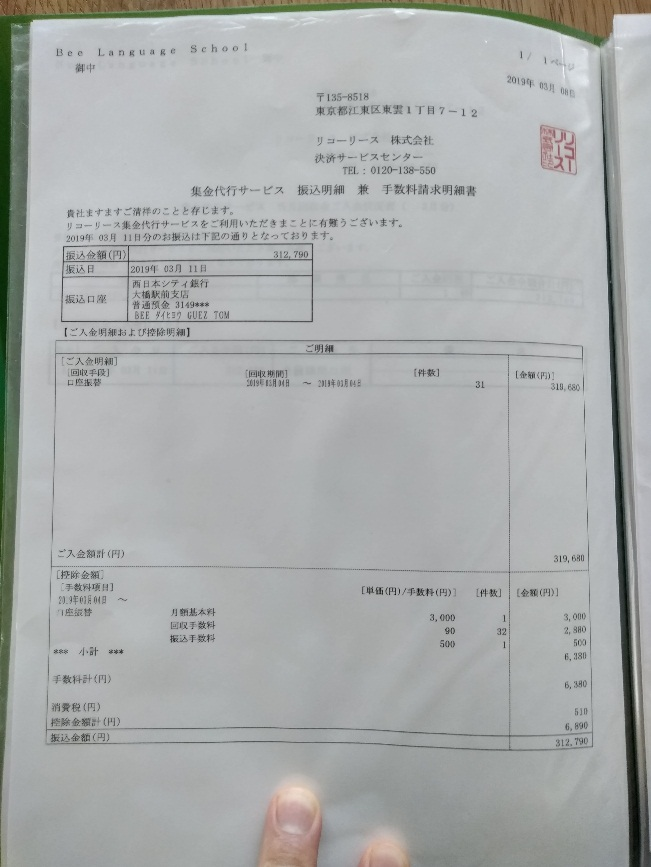 Bee Language School
御中
1/ 1ページ
2019年 03月 08日
〒135-8518
東京都江東区東雲1丁目7-12
リコーリース 株式会社
決済サービスセンター
TEL:0120-138-550
リコーリース
集金代行サービス 振込明細 兼 手数料請求明細書
貴社ますますご清祥のことと存じます。
リコーリース集金代行サービスをご利用いただきまことに有難うございます。
2019年 03月 11日分のお振込は下記の通りとなっております。
振込金額(円) 312,790
振込日 2019年 03月 11日
振込口座 西日本シティ銀行
大橋駅前支店
普通預金 3149***
BEE ダイヒヨウ GUEZ TOM
【ご入金明細および控除明細】
ご明細
[ご入金明細]
[回収手段] [回収期間] [件数] [金額(円)]
口座振替 2019年03月04日 ～ 2019年03月04日 31 319,680
ご入金額計(円) 319,680
[控除金額]
[手数料項目] [単価(円)/手数料(円)] [件数] [金額(円)]
2019年03月04日 ～
口座振替 月額基本料 3,000 1 3,000
回収手数料 90 32 2,880
振込手数料 500 1 500
*** 小計 *** 6,380
手数料計(円) 6,380
消費税(円) 510
控除金額計(円) 6,890
振込金額(円) 312,790